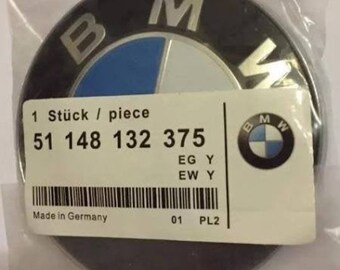 BMW
1 Stück / piece
51 148 132 375
EG Y
EW Y
BMW
Made in Germany
01 PL2